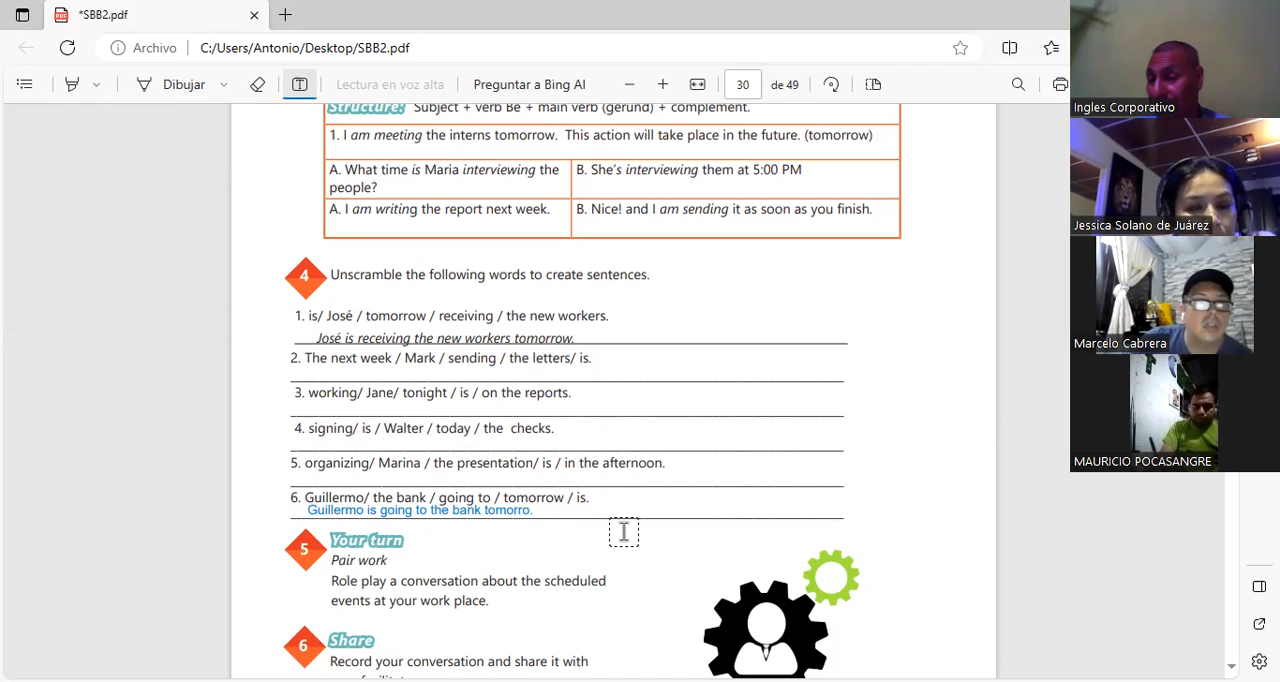 *SBB2.pdf
Archivo
C:/Users/Antonio/Desktop/SBB2.pdf
Dibujar
Lectura en voz alta
Preguntar a Bing AI
30
de 49
Structure: Subject + verb Be + main verb (gerund) + complement.
1. I am meeting the interns tomorrow. This action will take place in the future. (tomorrow)
A. What time is Maria interviewing the people?
B. She's interviewing them at 5:00 PM
A. I am writing the report next week.
B. Nice! and I am sending it as soon as you finish.
4
Unscramble the following words to create sentences.
1. is/ José / tomorrow / receiving / the new workers.
José is receiving the new workers tomorrow.
2. The next week / Mark / sending / the letters/ is.
3. working/ Jane/ tonight / is / on the reports.
4. signing/ is / Walter / today / the checks.
5. organizing/ Marina / the presentation/ is / in the afternoon.
6. Guillermo/ the bank / going to / tomorrow / is.
Guillermo is going to the bank tomorro.
5
Your turn
Pair work
Role play a conversation about the scheduled
events at your work place.
6
Share
Record your conversation and share it with
Ingles Corporativo
Jessica Solano de Juárez
Marcelo Cabrera
MAURICIO POCASANGRE